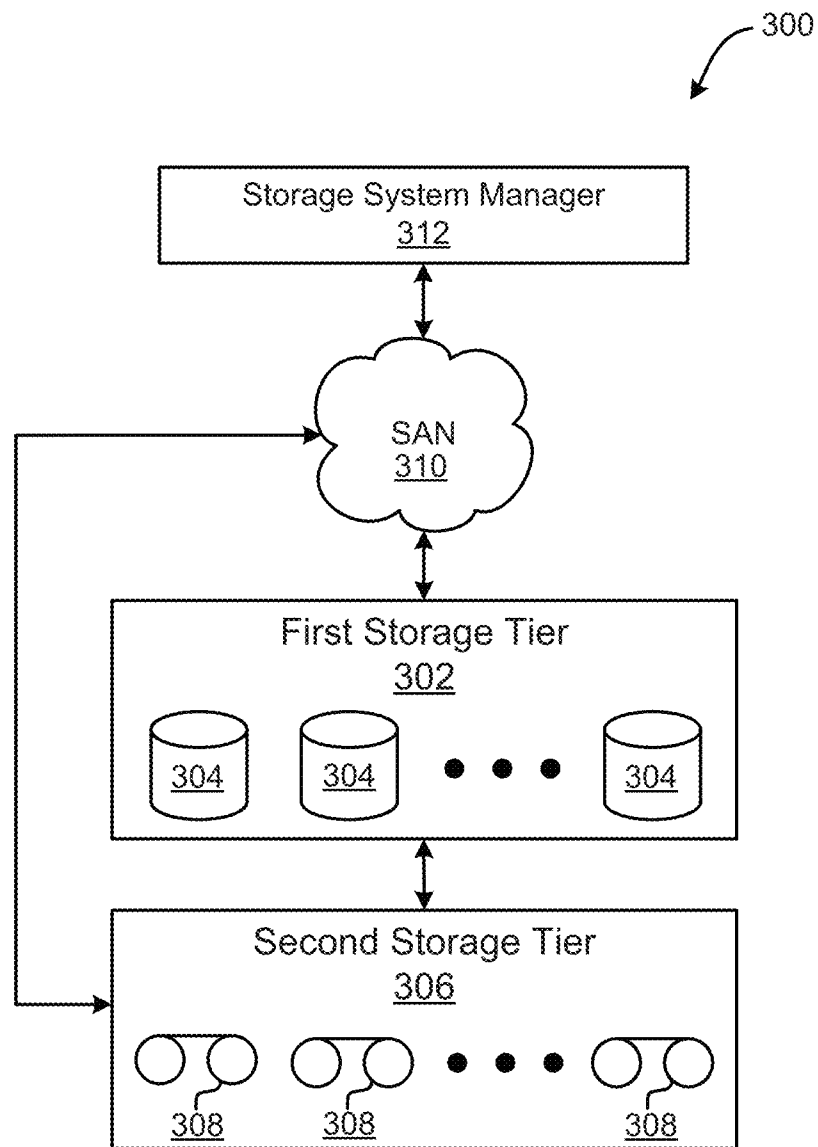 300
Storage System Manager
312
SAN
310
First Storage Tier
302
304 304 304
Second Storage Tier
306
308 308 308